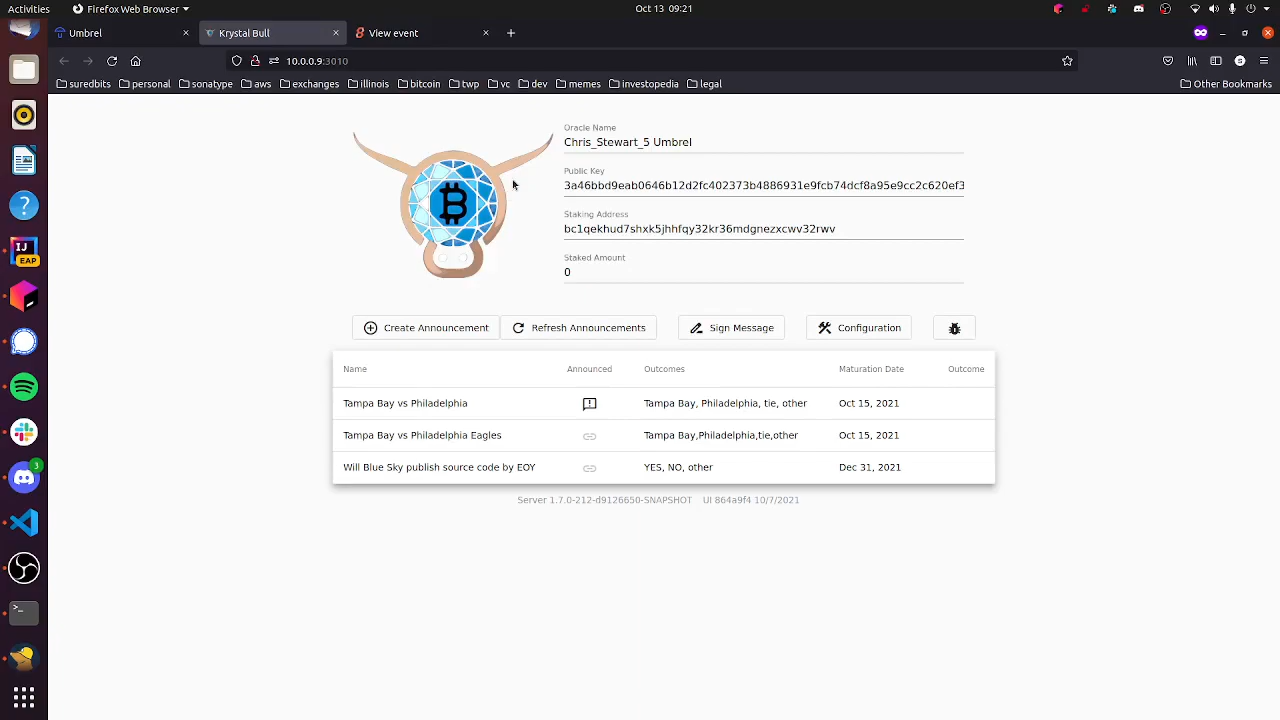 Activities
Firefox Web Browser
Oct 13 09:21
Umbrel
Krystal Bull
View event
10.0.0.9:3010
suredbits
personal
sonatype
aws
exchanges
illinois
bitcoin
twp
vc
dev
memes
investopedia
legal
Other Bookmarks
Oracle Name
Chris_Stewart_5 Umbrel
Public Key
3a46bbd9eab0646b12d2fc402373b4886931e9fcb74dcf8a95e9cc2c620ef3
Staking Address
bc1qekhud7shxk5jhhfqy32kr36mdgnezxcwv32rwv
Staked Amount
0
Create Announcement
Refresh Announcements
Sign Message
Configuration
Name Announced Outcomes Maturation Date Outcome
Tampa Bay vs Philadelphia Tampa Bay, Philadelphia, tie, other Oct 15, 2021
Tampa Bay vs Philadelphia Eagles Tampa Bay,Philadelphia,tie,other Oct 15, 2021
Will Blue Sky publish source code by EOY YES, NO, other Dec 31, 2021
Server 1.7.0-212-d9126650-SNAPSHOT UI 864a9f4 10/7/2021
IJ
EAP
3